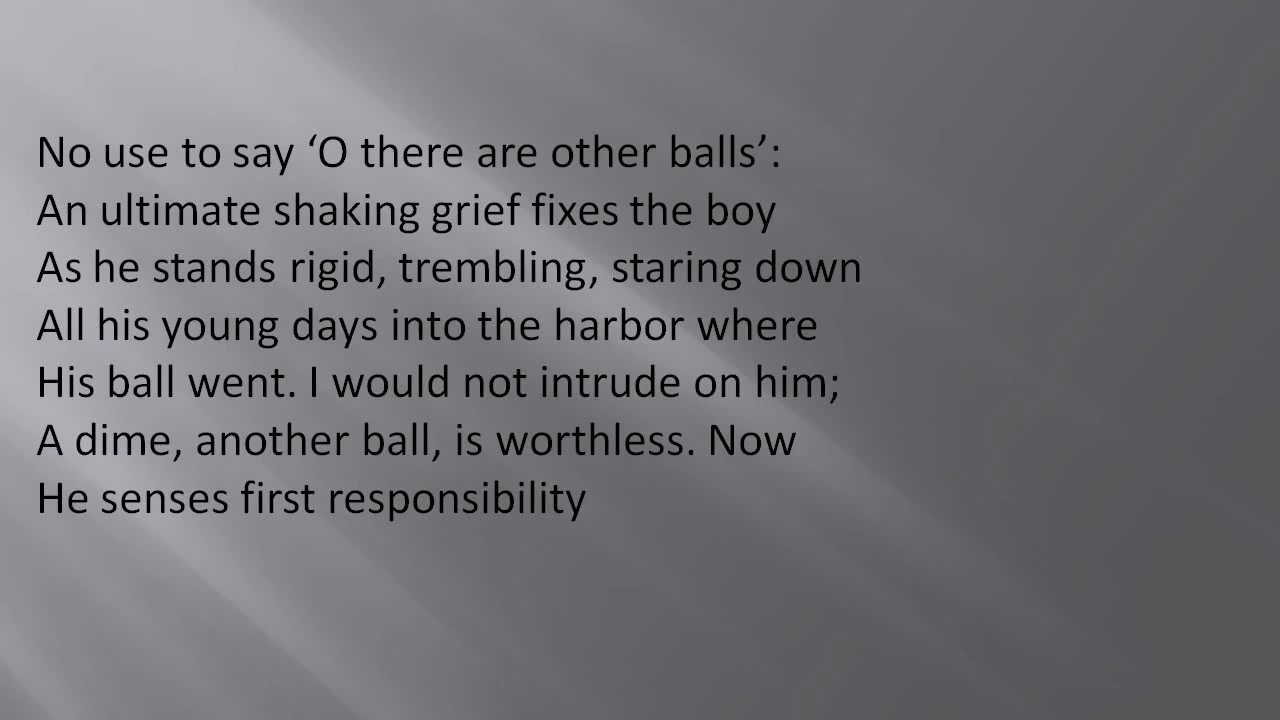 No use to say ‘O there are other balls’:
An ultimate shaking grief fixes the boy
As he stands rigid, trembling, staring down
All his young days into the harbor where
His ball went. I would not intrude on him;
A dime, another ball, is worthless. Now
He senses first responsibility